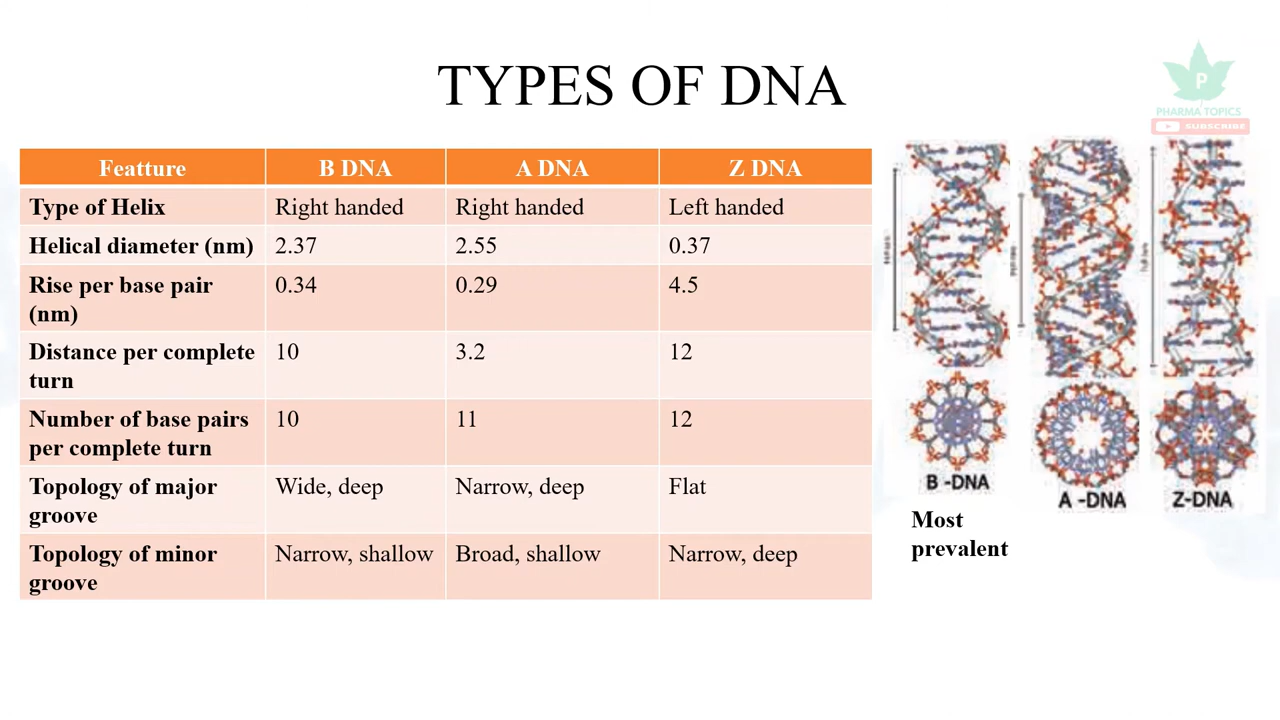 TYPES OF DNA
P
PHARMA TOPICS
SUBSCRIBE
Featture B DNA A DNA Z DNA
Type of Helix Right handed Right handed Left handed
Helical diameter (nm) 2.37 2.55 0.37
Rise per base pair 0.34 0.29 4.5
(nm)
Distance per complete 10 3.2 12
turn
Number of base pairs 10 11 12
per complete turn
Topology of major Wide, deep Narrow, deep Flat
groove
Topology of minor Narrow, shallow Broad, shallow Narrow, deep
groove
B -DNA
A -DNA
Z-DNA
Most
prevalent